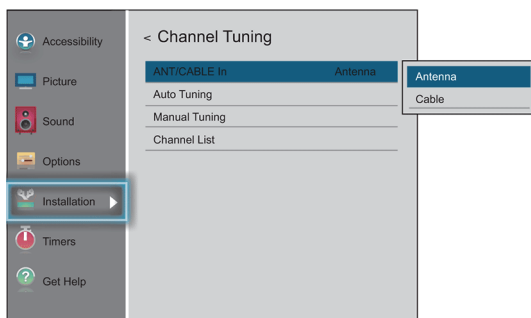 Accessibility
Picture
Sound
Options
Installation
Timers
Get Help
< Channel Tuning
ANT/CABLE In Antenna
Auto Tuning
Manual Tuning
Channel List
Antenna
Cable